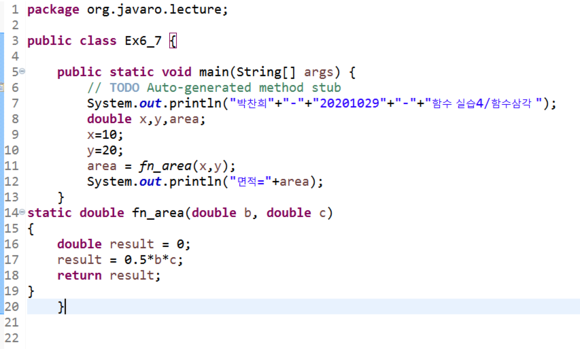 1 package org.javaro.lecture;
2
3 public class Ex6_7 {
4
5 public static void main(String[] args) {
6 // TODO Auto-generated method stub
7 System.out.println("박찬희"+"-"+"20201029"+"-"+"함수 실습4/함수삼각 ");
8 double x,y,area;
9 x=10;
10 y=20;
11 area = fn_area(x,y);
12 System.out.println("면적="+area);
13 }
14 static double fn_area(double b, double c)
15 {
16 double result = 0;
17 result = 0.5*b*c;
18 return result;
19 }
20 }
21
22